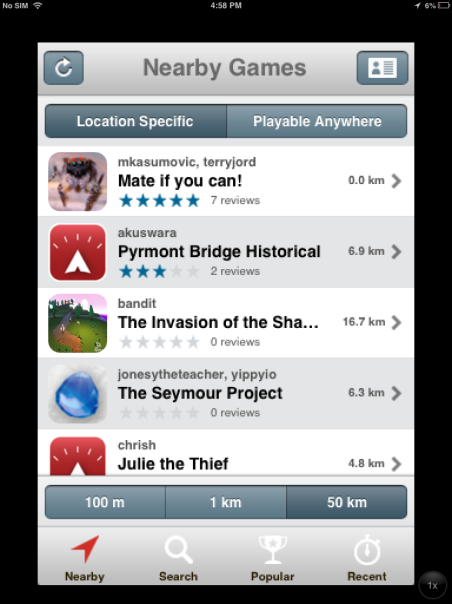 No SIM 4:58 PM 6%
Nearby Games
Location Specific Playable Anywhere
mkasumovic, terryjord
Mate if you can! 0.0 km
7 reviews
akuswara
Pyrmont Bridge Historical 6.9 km
2 reviews
bandit
The Invasion of the Sha... 16.7 km
0 reviews
jonesytheteacher, yippyio
The Seymour Project 6.3 km
0 reviews
chrish
Julie the Thief 4.8 km
100 m 1 km 50 km
Nearby Search Popular Recent
1x